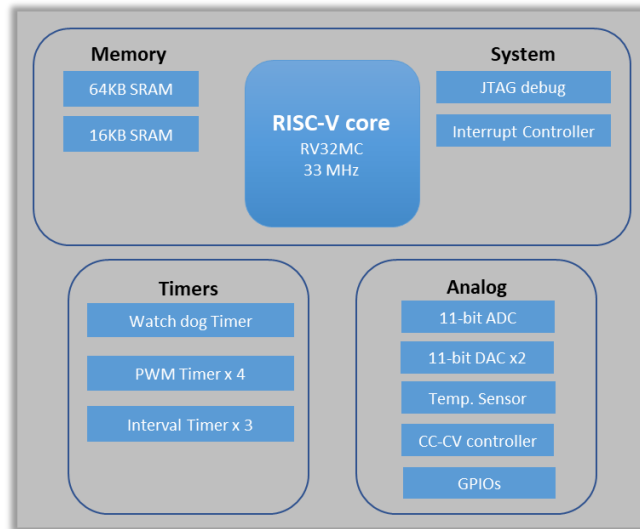 Memory
64KB SRAM
16KB SRAM
RISC-V core
RV32MC
33 MHz
System
JTAG debug
Interrupt Controller
Timers
Watch dog Timer
PWM Timer x 4
Interval Timer x 3
Analog
11-bit ADC
11-bit DAC x2
Temp. Sensor
CC-CV controller
GPIOs